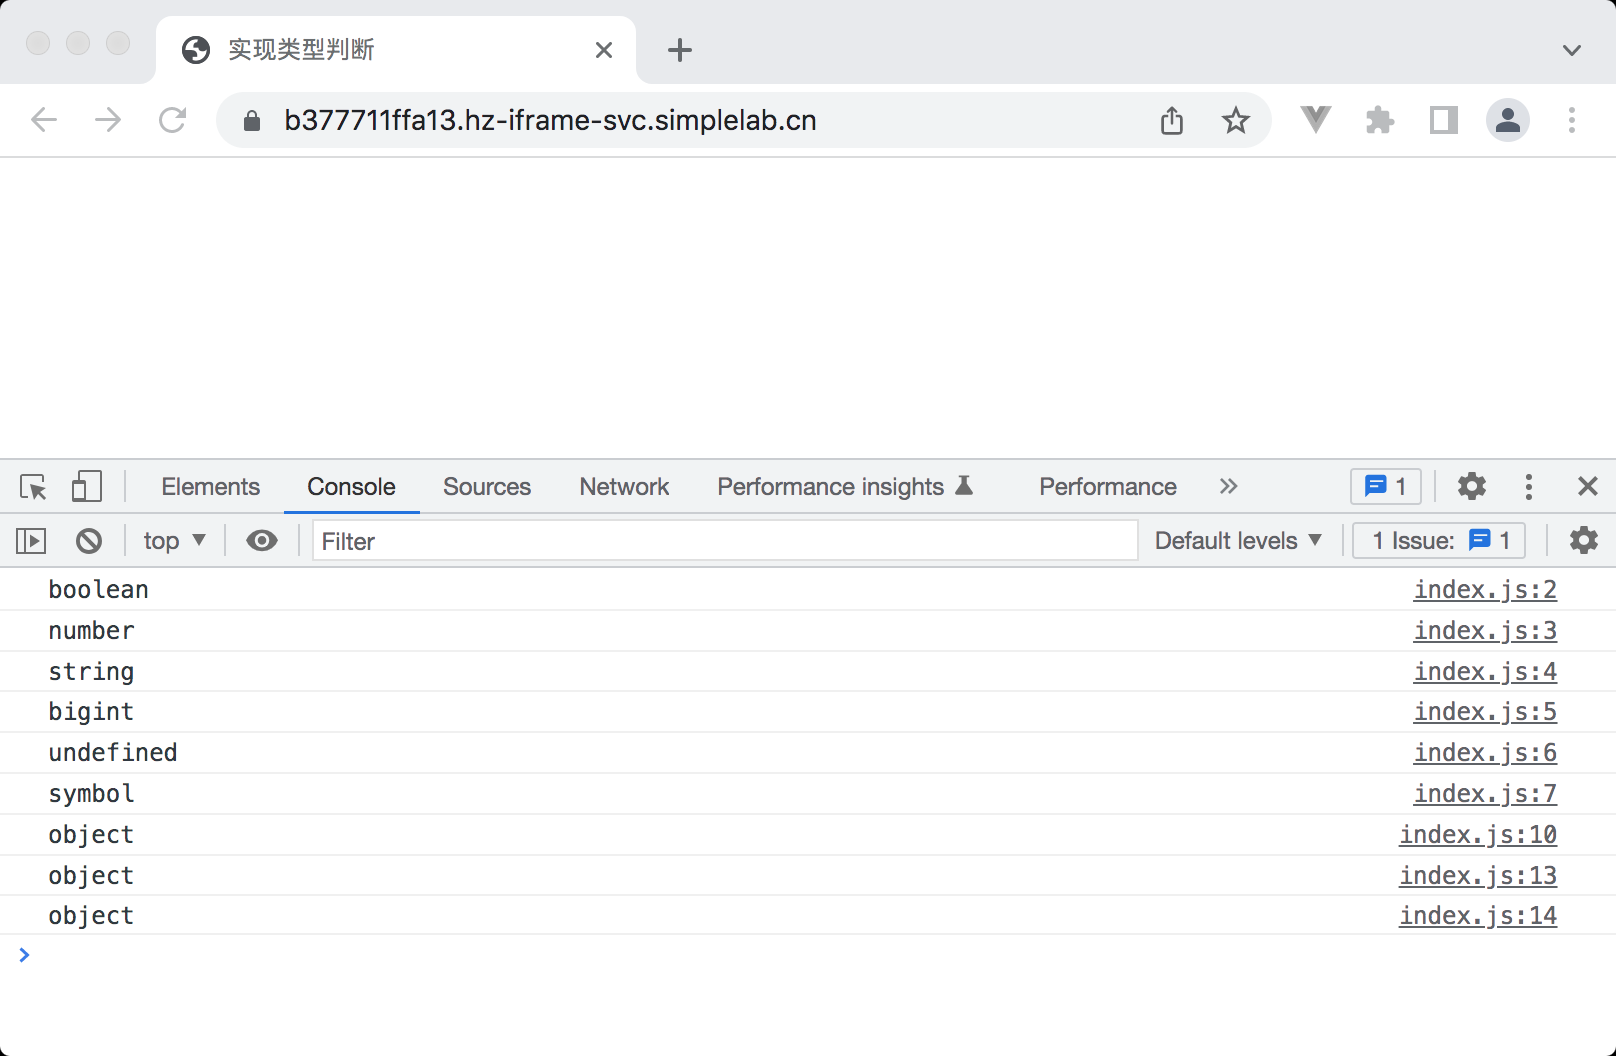 实现类型判断
b377711ffa13.hz-iframe-svc.simplelab.cn
Elements Console Sources Network Performance insights Performance 1
top Filter Default levels 1 Issue: 1
boolean index.js:2
number index.js:3
string index.js:4
bigint index.js:5
undefined index.js:6
symbol index.js:7
object index.js:10
object index.js:13
object index.js:14